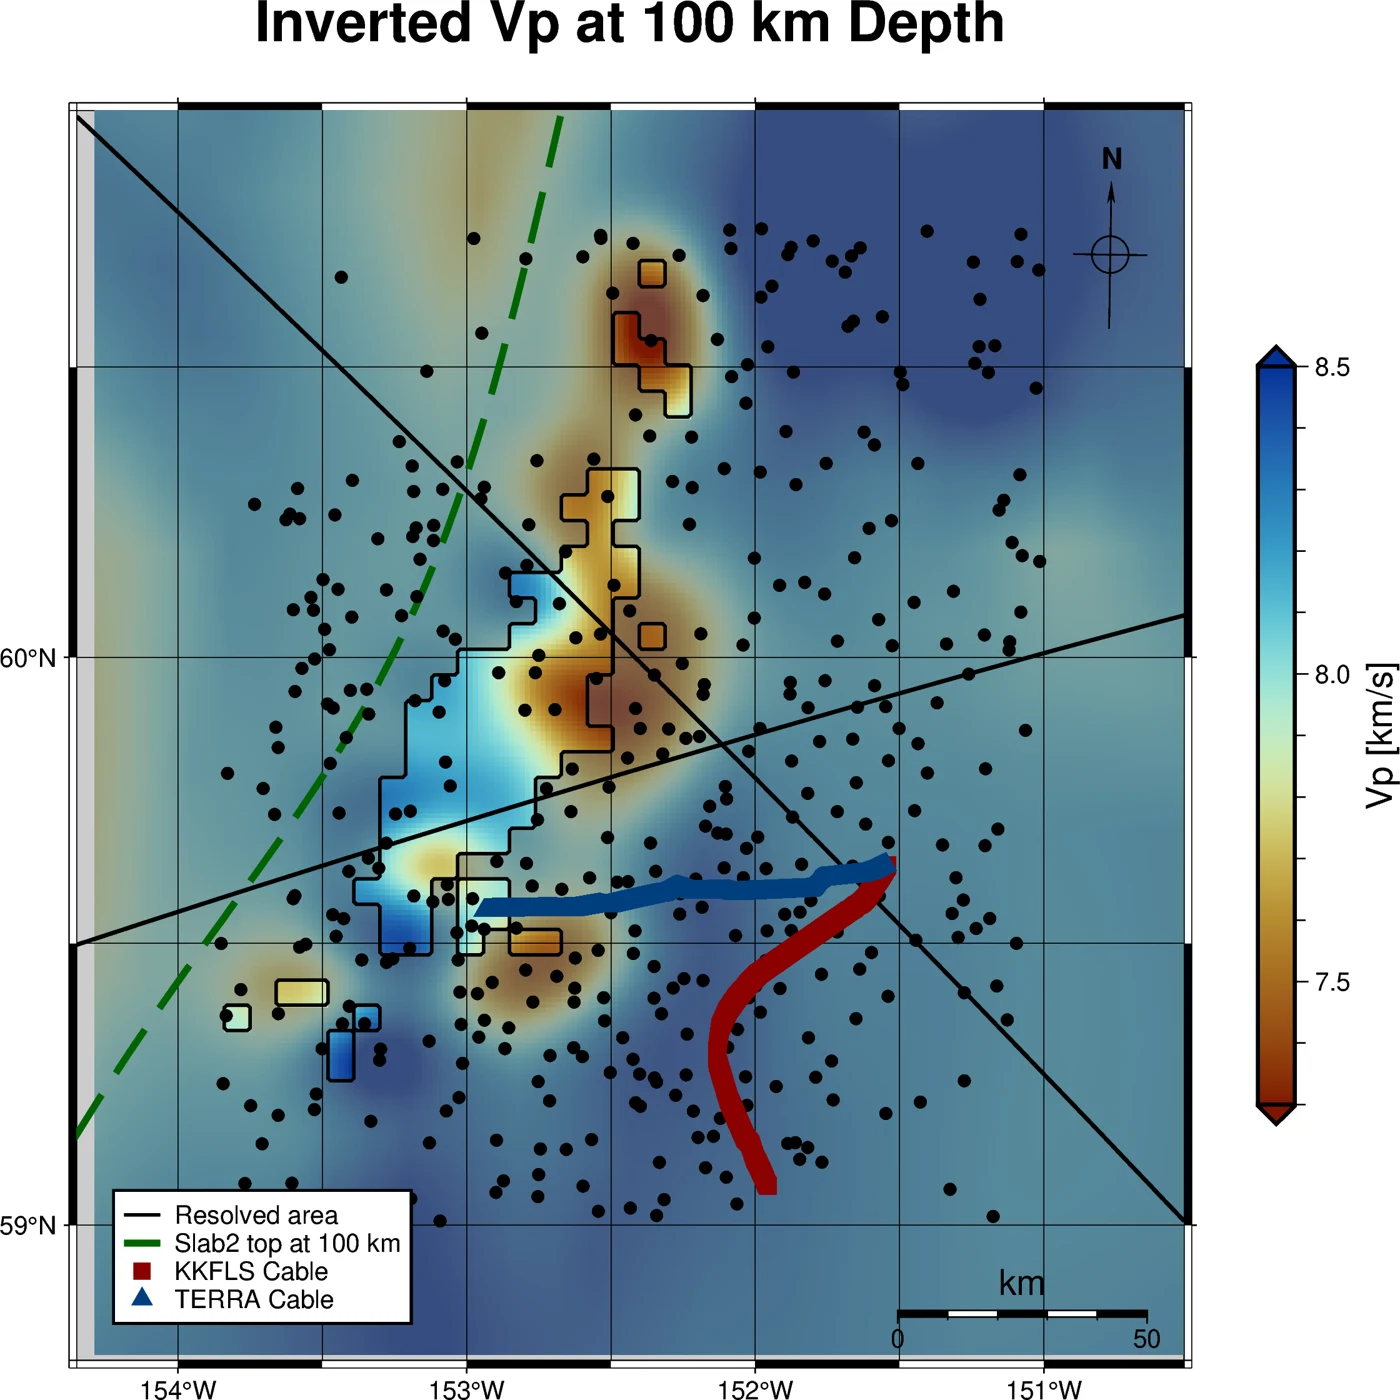 Inverted Vp at 100 km Depth
N
8.5
8.0
7.5
Vp [km/s]
60°N
59°N
Resolved area
Slab2 top at 100 km
KKFLS Cable
TERRA Cable
km
0 50
154°W 153°W 152°W 151°W